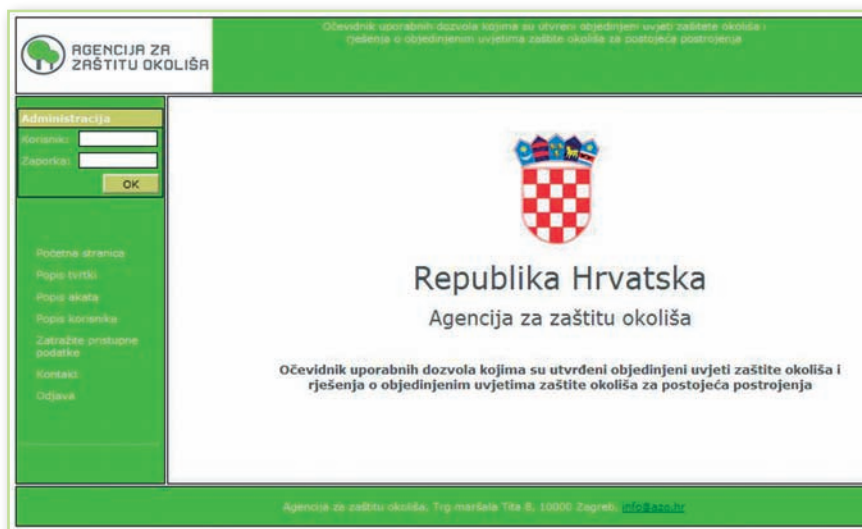 AGENCIJA ZA
ZAŠTITU OKOLIŠA
Očevidnik uporabnih dozvola kojima su utvreni objedinjeni uvjeti zaštitete okoliša i
rješenja o objedinjenim uvjetima zaštite okoliša za postojeća postrojenja
Administracija
Korisnik:
Zaporka:
OK
Početna stranica
Popis tvrtki
Popis akata
Popis korisnika
Zatražite pristupne
podatke
Kontakt
Odjava
Republika Hrvatska
Agencija za zaštitu okoliša
Očevidnik uporabnih dozvola kojima su utvrđeni objedinjeni uvjeti zaštite okoliša i
rješenja o objedinjenim uvjetima zaštite okoliša za postojeća postrojenja
Agencija za zaštitu okoliša, Trg maršala Tita 8, 10000 Zagreb, info@azo.hr